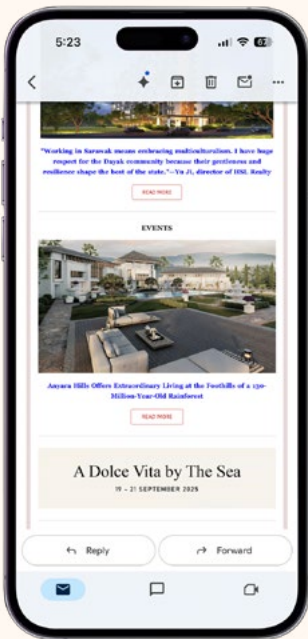 5:23
67
"Working in Sarawak means embracing multiculturalism. I have huge
respect for the Dayak community because their gentleness and
resilience shape the best of the state."--Yu Ji, director of HSL Realty
READ MORE
EVENTS
Anyara Hills Offers Extraordinary Living at the Foothills of a 130-
Million-Year-Old Rainforest
READ MORE
A Dolce Vita by The Sea
19 – 21 SEPTEMBER 2025
Reply
Forward